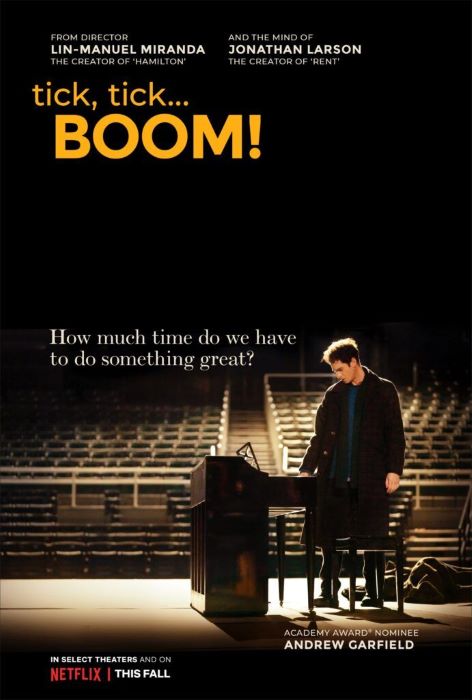 FROM DIRECTOR
LIN-MANUEL MIRANDA
THE CREATOR OF 'HAMILTON'
AND THE MIND OF
JONATHAN LARSON
THE CREATOR OF 'RENT'
tick, tick...
BOOM!
How much time do we have
to do something great?
ACADEMY AWARD® NOMINEE
ANDREW GARFIELD
IN SELECT THEATERS AND ON
NETFLIX | THIS FALL